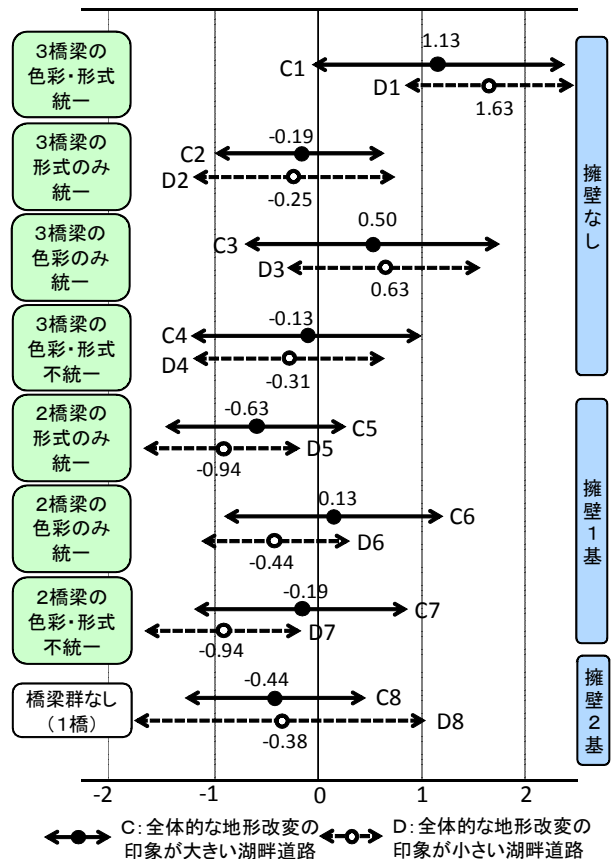 3橋梁の
色彩・形式
統一
C1
1.13
D1
1.63
3橋梁の
形式のみ
統一
C2
-0.19
D2
-0.25
3橋梁の
色彩のみ
統一
C3
0.50
D3
0.63
3橋梁の
色彩・形式
不統一
C4
-0.13
D4
-0.31
擁壁なし
2橋梁の
形式のみ
統一
-0.63
C5
-0.94
D5
2橋梁の
色彩のみ
統一
0.13
C6
-0.44
D6
2橋梁の
色彩・形式
不統一
-0.19
C7
-0.94
D7
擁壁1基
橋梁群なし
（1橋）
-0.44
C8
-0.38
D8
擁壁2基
-2 -1 0 1 2
C：全体的な地形改変の
印象が大きい湖畔道路
D：全体的な地形改変の
印象が小さい湖畔道路